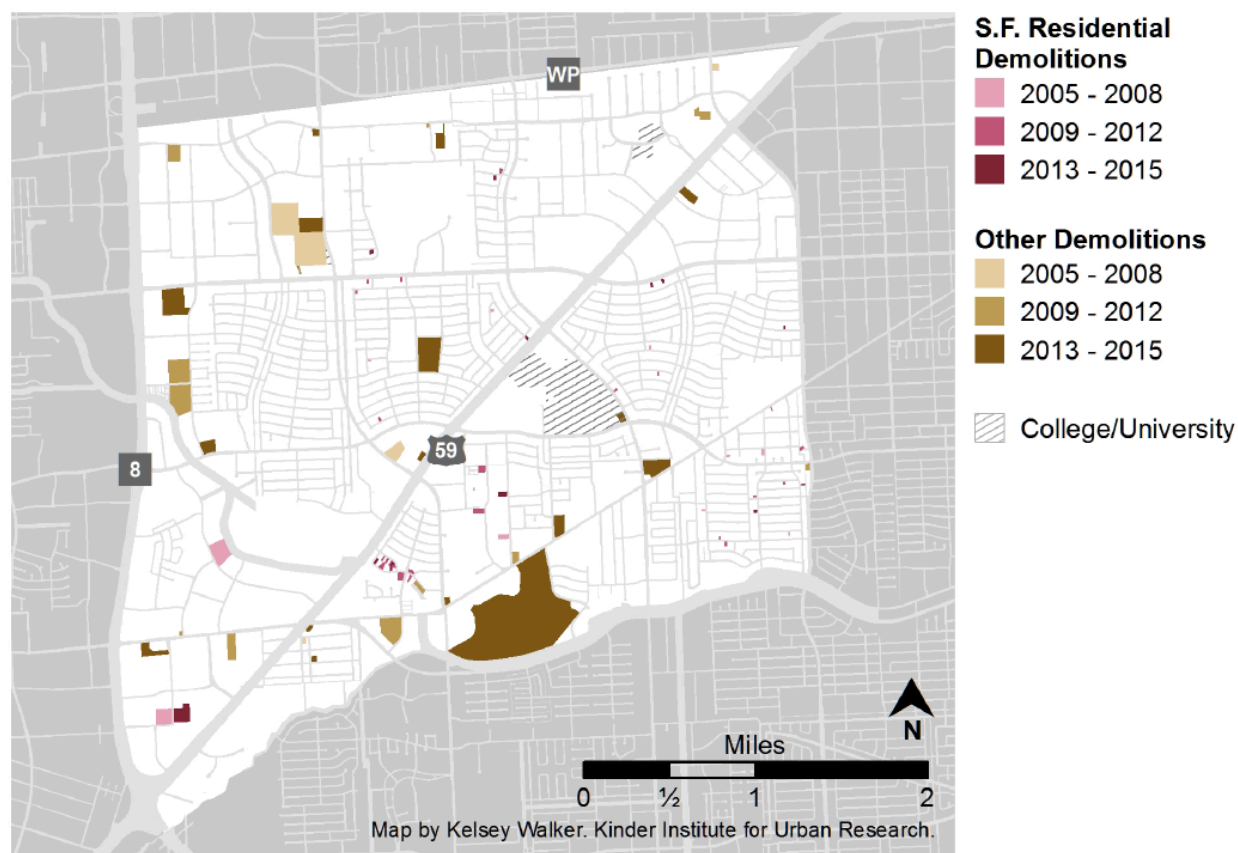 S.F. Residential
Demolitions
2005 - 2008
2009 - 2012
2013 - 2015
Other Demolitions
2005 - 2008
2009 - 2012
2013 - 2015
College/University
WP
59
8
N
Miles
0 ½ 1 2
Map by Kelsey Walker. Kinder Institute for Urban Research.